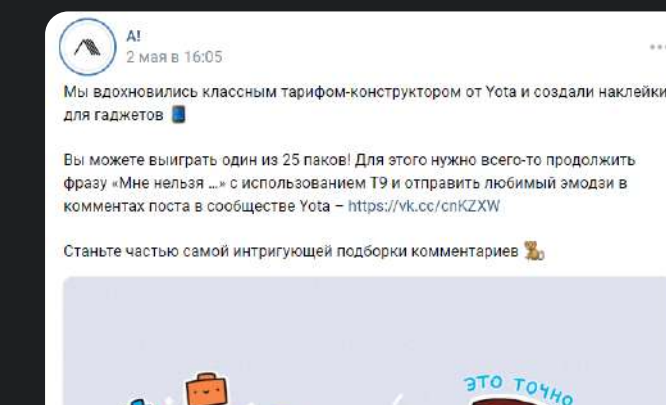 А!
2 мая в 16:05
Мы вдохновились классным тарифом-конструктором от Yota и создали наклейки
для гаджетов
Вы можете выиграть один из 25 паков! Для этого нужно всего-то продолжить
фразу «Мне нельзя ...» с использованием Т9 и отправить любимый эмодзи в
комментах поста в сообществе Yota – https://vk.cc/cnKZXW
Станьте частью самой интригующей подборки комментариев
ЭТО ТОЧНО